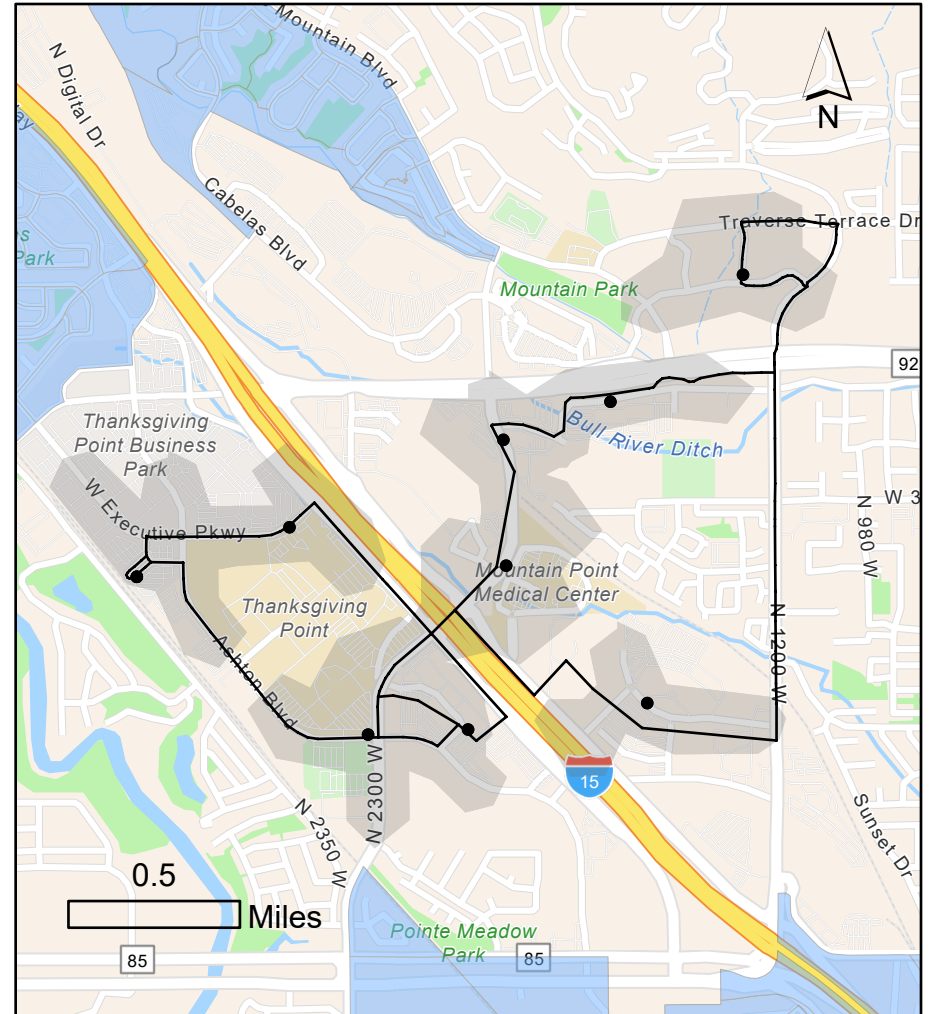 Mountain Blvd
N Digital Dr
N
Cabelas Blvd
Traverse Terrace Dr
Park
Mountain Park
92
Thanksgiving
Point Business
Park
Bull River Ditch
W Executive Pkwy
W 3
N 980 W
Mountain Point
Medical Center
Thanksgiving
Point
N 1200 W
Ashton Blvd
15
N 2300 W
N 2350 W
Sunset Dr
0.5
Miles
Pointe Meadow
Park
85
85